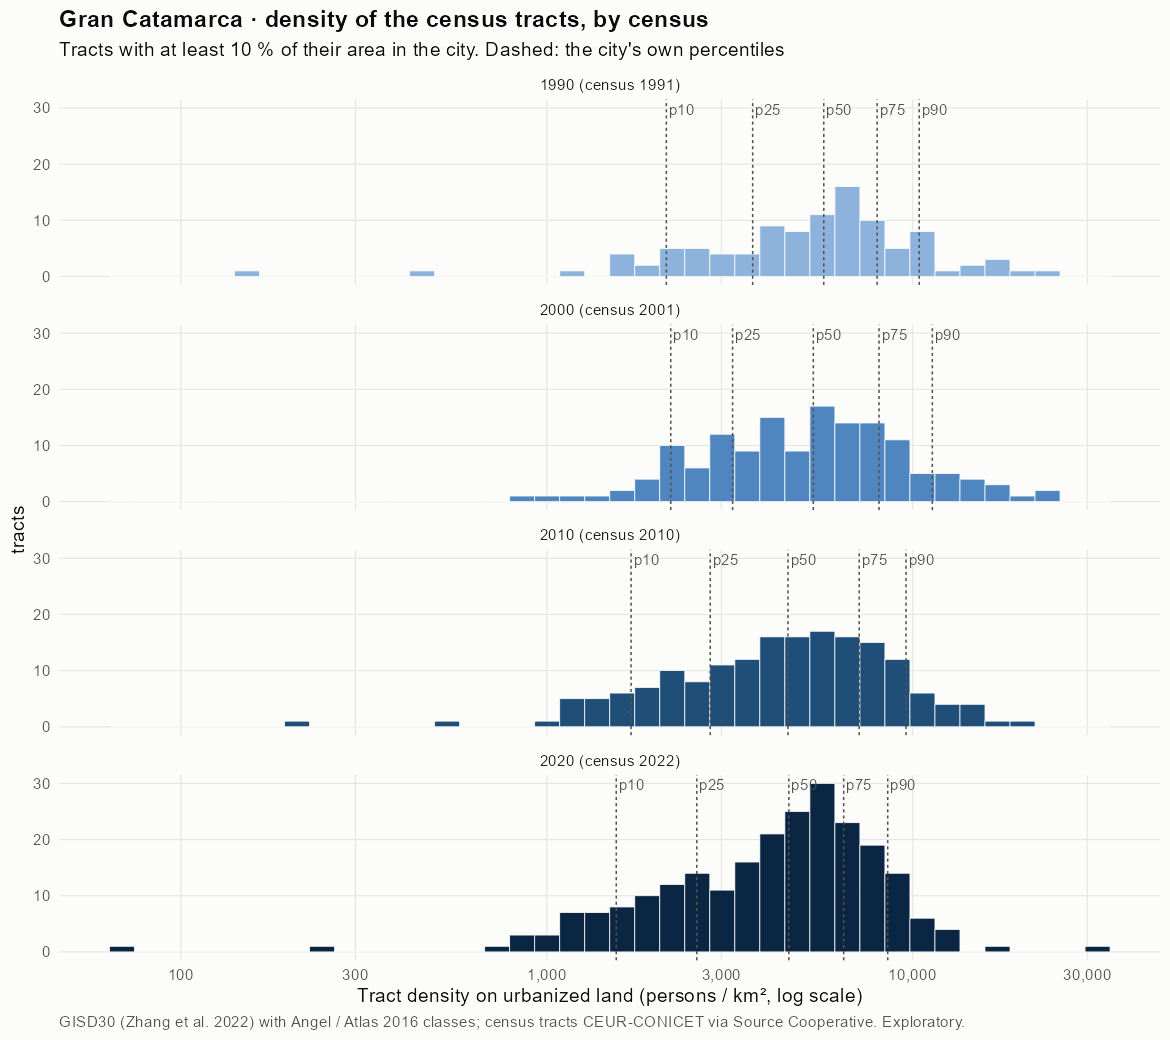 Gran Catamarca · density of the census tracts, by census
Tracts with at least 10 % of their area in the city. Dashed: the city's own percentiles
1990 (census 1991)
30
20
10
0
p10
p25
p50
p75
p90
2000 (census 2001)
30
20
10
0
p10
p25
p50
p75
p90
2010 (census 2010)
30
20
10
0
p10
p25
p50
p75
p90
2020 (census 2022)
30
20
10
0
p10
p25
p50
p75
p90
tracts
100
300
1,000
3,000
10,000
30,000
Tract density on urbanized land (persons / km², log scale)
GISD30 (Zhang et al. 2022) with Angel / Atlas 2016 classes; census tracts CEUR-CONICET via Source Cooperative. Exploratory.